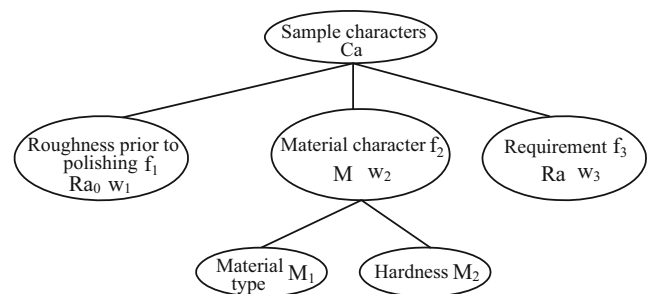 Sample characters
Ca
Roughness prior to
polishing f₁
Ra₀ w₁
Material character f₂
M w₂
Requirement f₃
Ra w₃
Material M₁
type
Hardness M₂